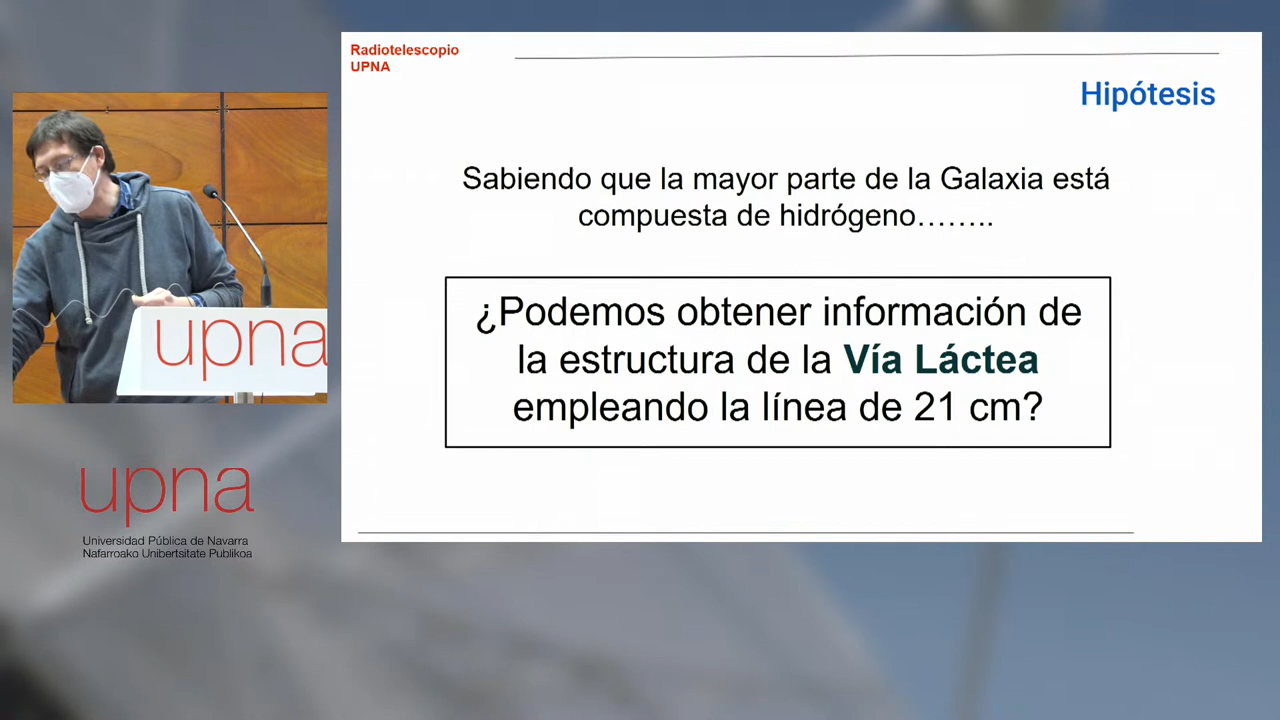 Radiotelescopio
UPNA
Hipótesis
Sabiendo que la mayor parte de la Galaxia está
compuesta de hidrógeno……..
¿Podemos obtener información de
la estructura de la Vía Láctea
empleando la línea de 21 cm?
upna
upna
Universidad Pública de Navarra
Nafarroako Unibertsitate Publikoa